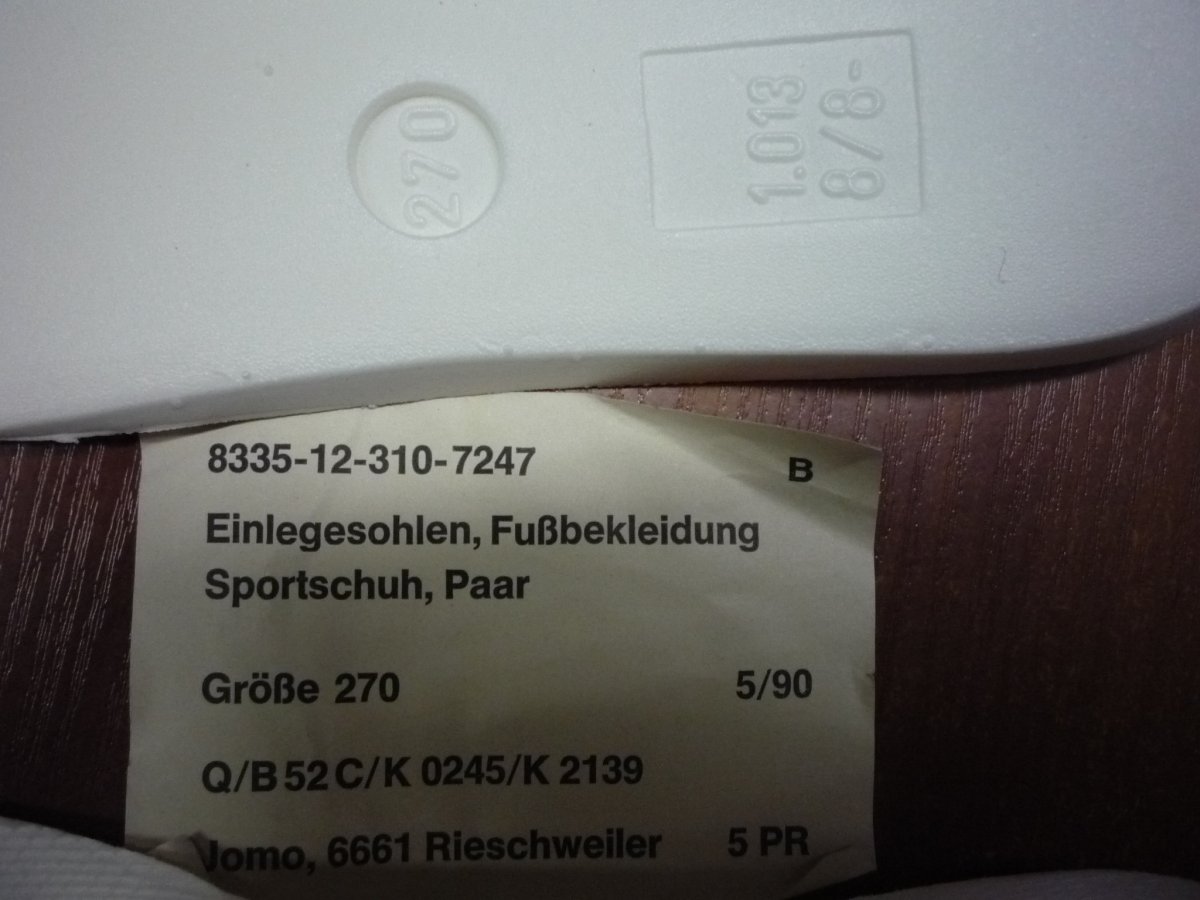 270
1.013
8/8-
8335-12-310-7247 B
Einlegesohlen, Fußbekleidung
Sportschuh, Paar
Größe 270 5/90
Q/B 52 C/K 0245/K 2139
Jomo, 6661 Rieschweiler 5 PR